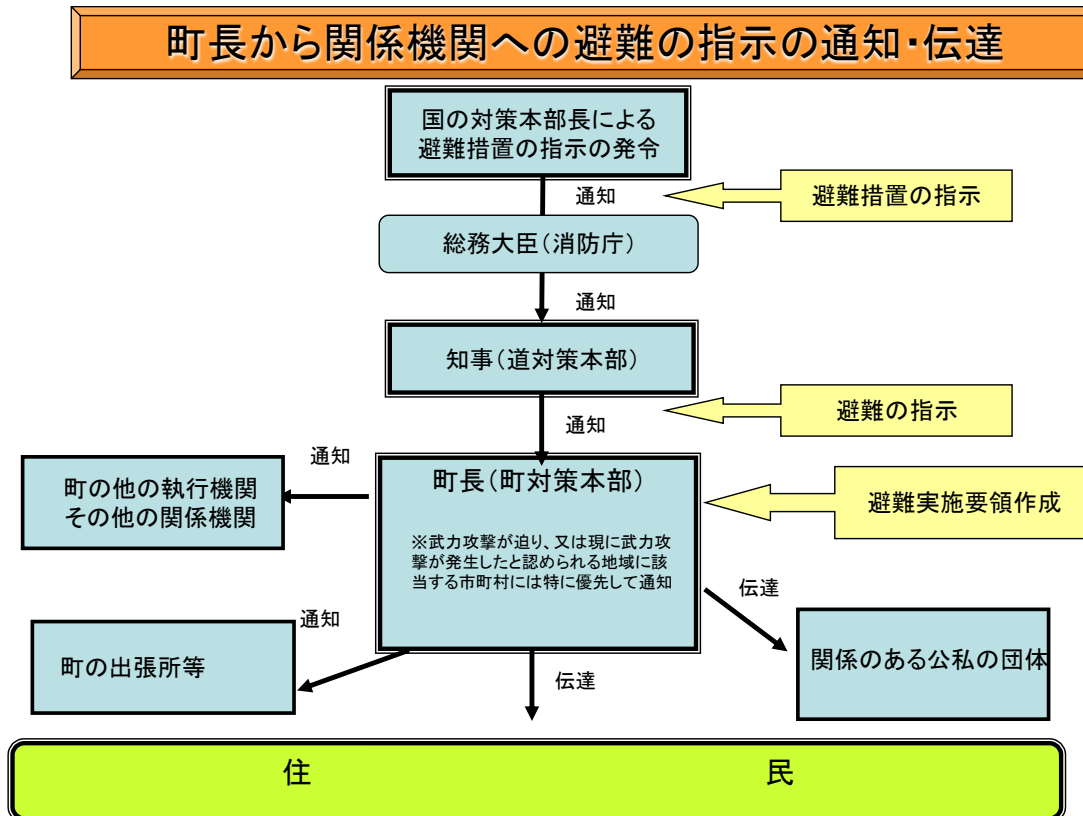 町長から関係機関への避難の指示の通知・伝達
国の対策本部長による
避難措置の指示の発令
通知
避難措置の指示
総務大臣(消防庁)
通知
知事(道対策本部)
避難の指示
通知
通知
町の他の執行機関
その他の関係機関
町長(町対策本部)
※武力攻撃が迫り、又は現に武力攻
撃が発生したと認められる地域に該
当する市町村には特に優先して通知
避難実施要領作成
伝達
通知
町の出張所等
関係のある公私の団体
伝達
住 民